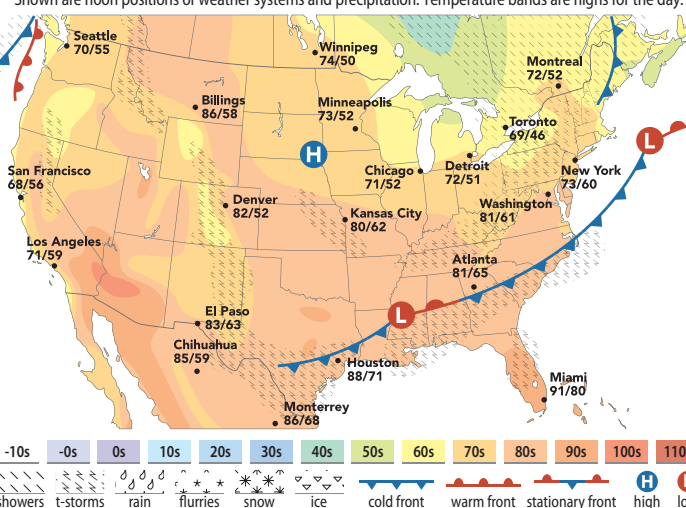 Shown are noon positions of weather systems and precipitation. Temperature bands are highs for the day.
Seattle
70/55
Winnipeg
74/50
Montreal
72/52
Billings
86/58
Minneapolis
73/52
Toronto
69/46
H
L
San Francisco
68/56
Chicago
71/52
Detroit
72/51
New York
73/60
Denver
82/52
Kansas City
80/62
Washington
81/61
Los Angeles
71/59
Atlanta
81/65
El Paso
83/63
L
Chihuahua
85/59
Houston
88/71
Miami
91/80
Monterrey
86/68
-10s -0s 0s 10s 20s 30s 40s 50s 60s 70s 80s 90s 100s 110
H L
showers t-storms rain flurries snow ice cold front warm front stationary front high lo